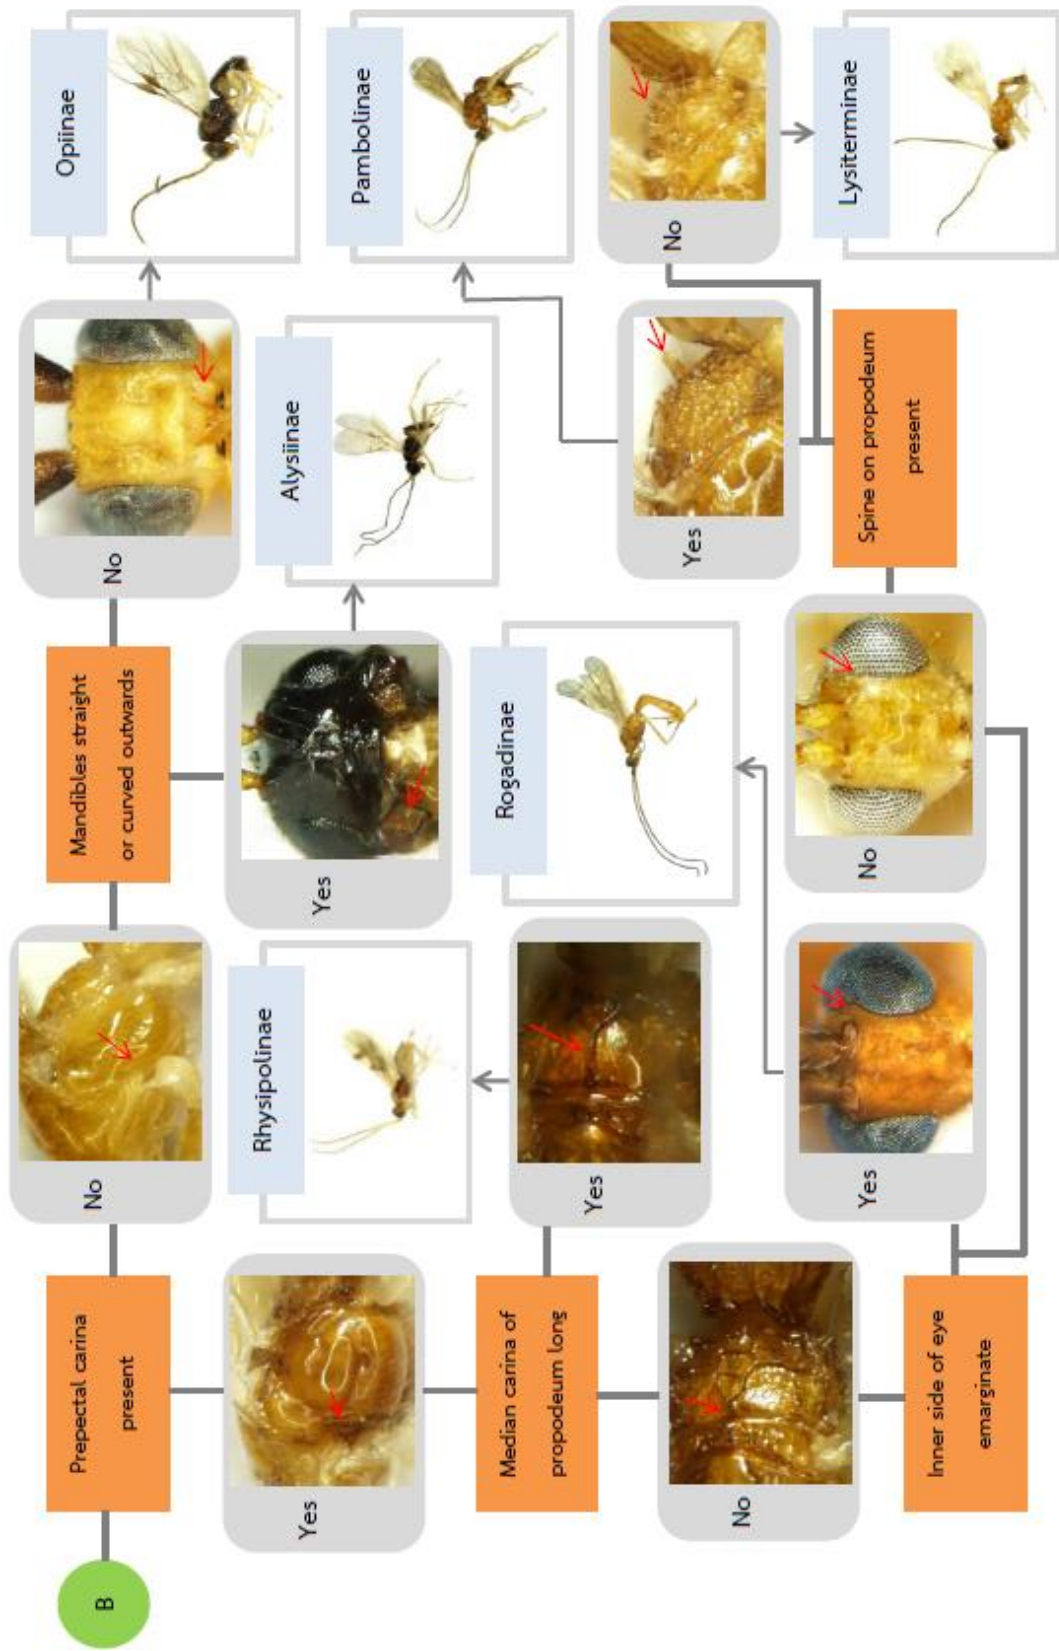 B
Prepectal carina
present
No
Mandibles straight
or curved outwards
No
Opiinae
Yes
Alysiinae
Yes
Median carina of
propodeum long
Yes
Rhysipolinae
No
Inner side of eye
emarginate
Yes
Rogadinae
No
Spine on propodeum
present
Yes
Pambolinae
No
Lysiterminae